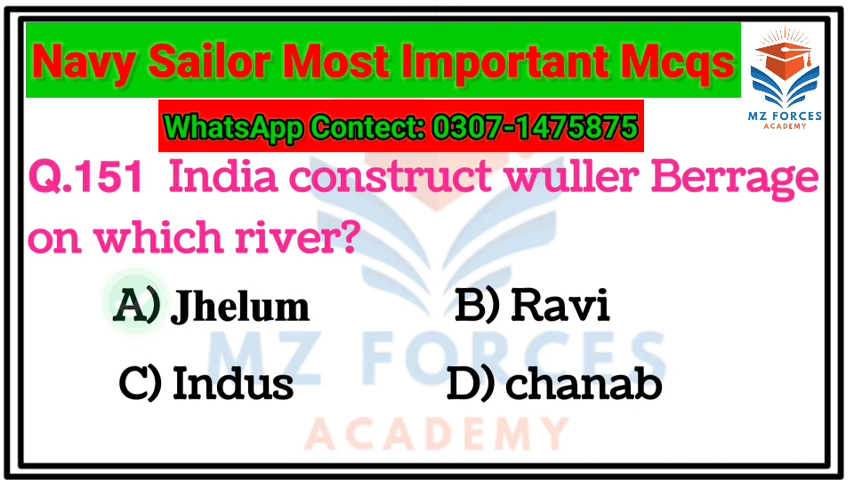 Navy Sailor Most Important Mcqs
MZ FORCES
ACADEMY
WhatsApp Contect: 0307-1475875
Q.151 India construct wuller Berrage
on which river?
A) Jhelum B) Ravi
MZ FORCES
C) Indus D) chanab
ACADEMY